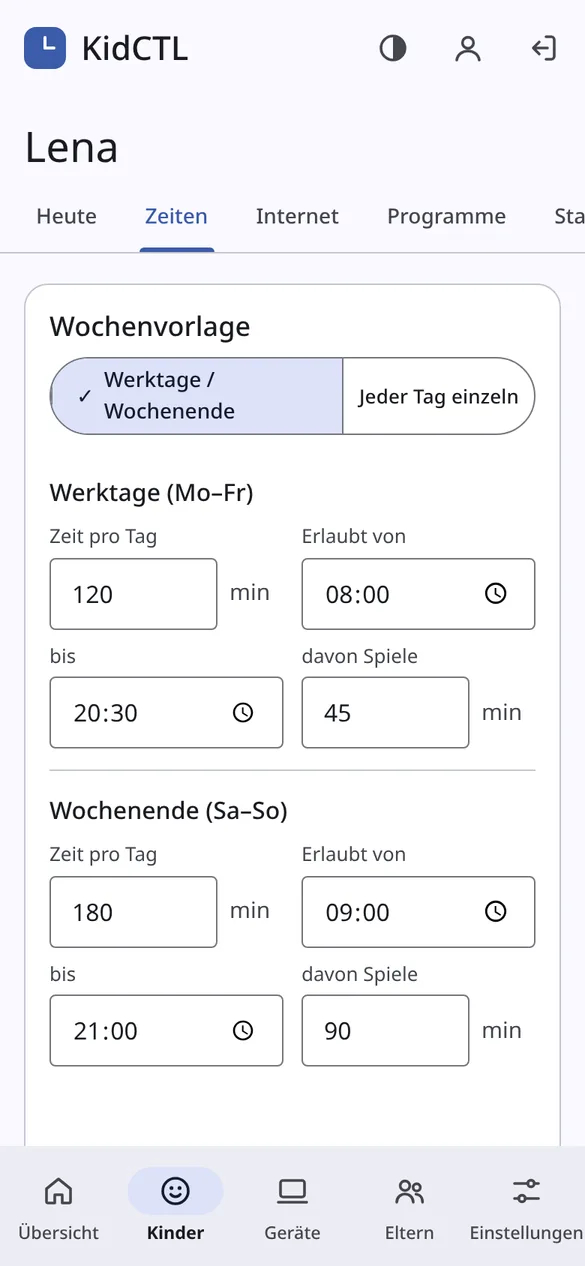 KidCTL
Lena
Heute Zeiten Internet Programme Sta
Wochenvorlage
✓ Werktage /
Wochenende
Jeder Tag einzeln
Werktage (Mo–Fr)
Zeit pro Tag Erlaubt von
120 min 08:00
bis davon Spiele
20:30 45 min
Wochenende (Sa–So)
Zeit pro Tag Erlaubt von
180 min 09:00
bis davon Spiele
21:00 90 min
Übersicht Kinder Geräte Eltern Einstellungen